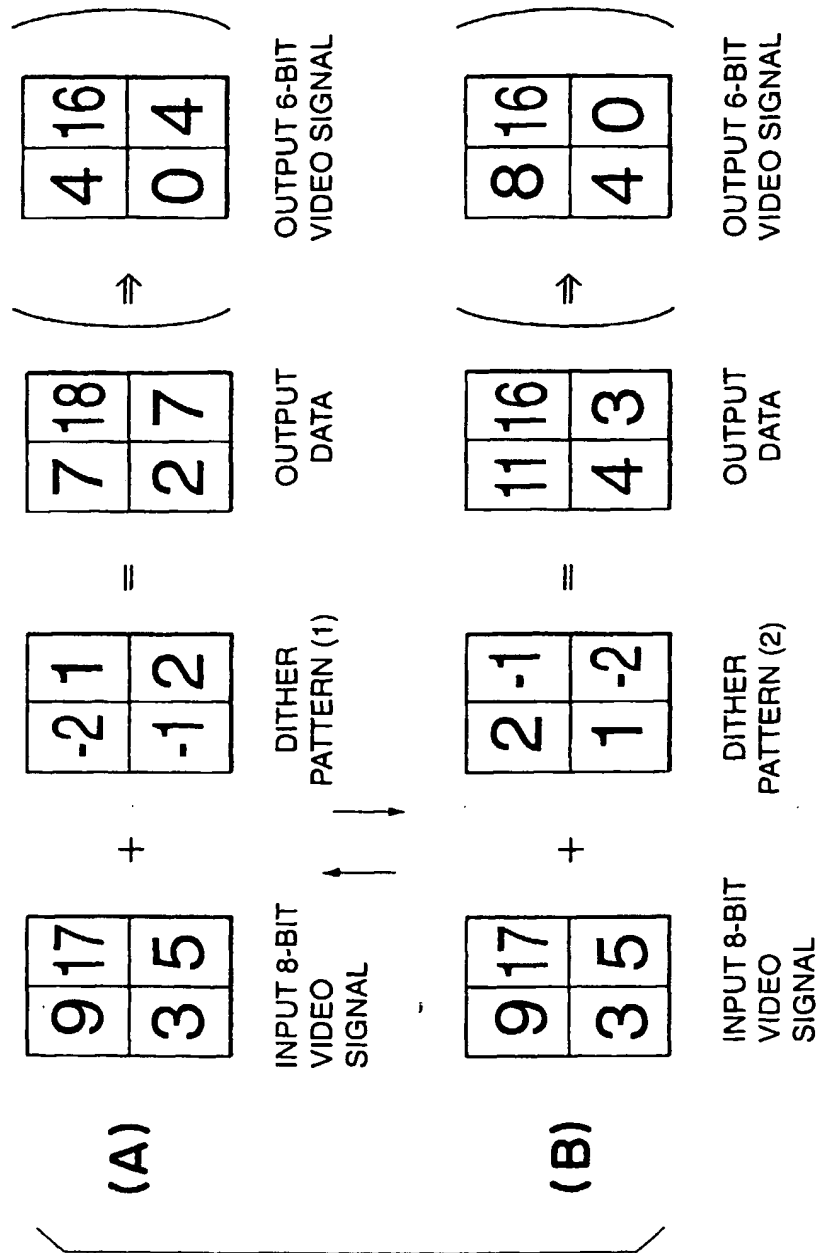 (A)
9 17
3 5
INPUT 8-BIT
VIDEO
SIGNAL
+
-2 1
-1 2
DITHER
PATTERN (1)
=
7 18
2 7
OUTPUT
DATA
⇒
4 16
0 4
OUTPUT 6-BIT
VIDEO SIGNAL
(B)
9 17
3 5
INPUT 8-BIT
VIDEO
SIGNAL
+
2 -1
1 -2
DITHER
PATTERN (2)
=
11 16
4 3
OUTPUT
DATA
⇒
8 16
4 0
OUTPUT 6-BIT
VIDEO SIGNAL